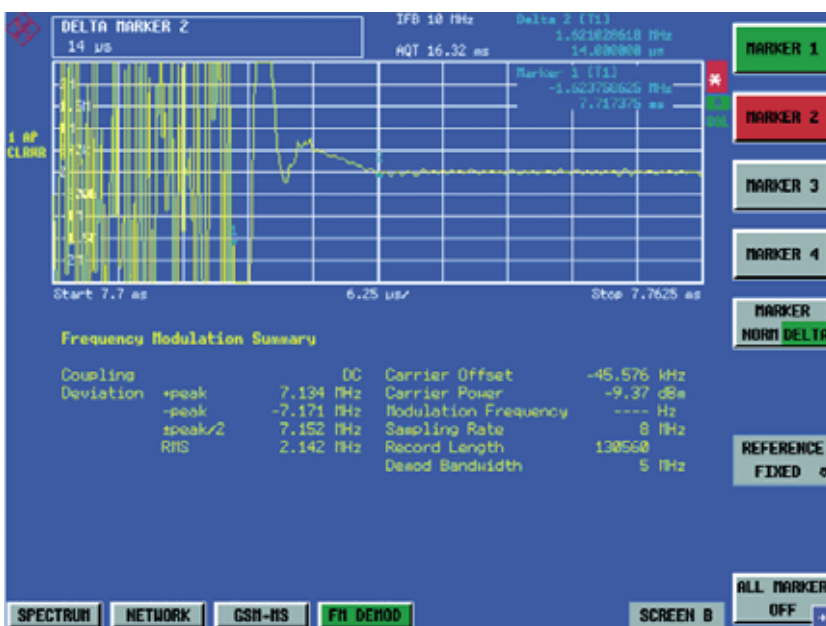 DELTA MARKER 2
14 µs
IFB 10 MHz
AQT 16.32 ms
Delta 2 [T1]
1.621028618 MHz
14.000000 µs
Marker 1 [T1]
-1.623758625 MHz
7.717375 ms
1 AP
CLRWR
Start 7.7 ms
6.25 µs/
Stop 7.7625 ms
Frequency Modulation Summary
Coupling DC
Deviation +peak 7.134 MHz
-peak -7.171 MHz
±peak/2 7.152 MHz
RMS 2.142 MHz
Carrier Offset -45.576 kHz
Carrier Power -9.37 dBm
Modulation Frequency ---- Hz
Sampling Rate 8 MHz
Record Length 130560
Demod Bandwidth 5 MHz
MARKER 1
MARKER 2
MARKER 3
MARKER 4
MARKER
NORM DELTA
REFERENCE
FIXED
ALL MARKER
OFF
SPECTRUM
NETWORK
GSM-MS
FM DEMOD
SCREEN B